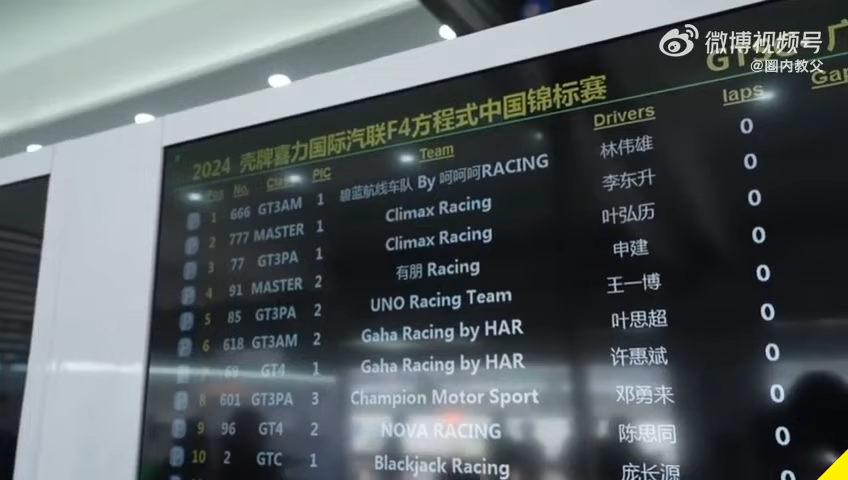 微博视频号
@圈内教父
2024 壳牌喜力国际汽联F4方程式中国锦标赛
Pos No. Class PIC Team Drivers laps Gap
1 666 GT3AM 1 碧蓝航线车队 By 呵呵呵RACING 林伟雄 0
2 777 MASTER 1 Climax Racing 李东升 0
3 77 GT3PA 1 Climax Racing 叶弘历 0
4 91 MASTER 2 有朋 Racing 申建 0
5 85 GT3PA 2 UNO Racing Team 王一博 0
6 618 GT3AM 2 Gaha Racing by HAR 叶思超 0
7 GT4 1 Gaha Racing by HAR 许惠斌 0
8 601 GT3PA 3 Champion Motor Sport 邓勇来 0
9 96 GT4 2 NOVA RACING 陈思同 0
10 2 GTC 1 Blackjack Racing 庞长源